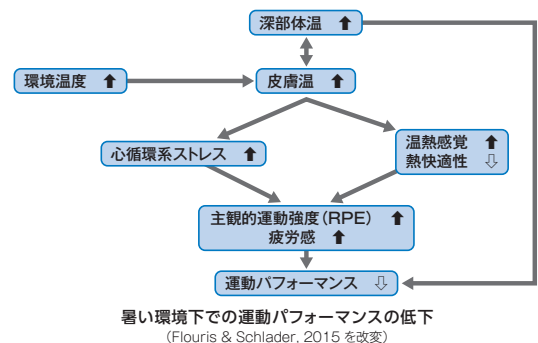 深部体温 ⬆
環境温度 ⬆
皮膚温 ⬆
心循環系ストレス ⬆
温熱感覚 ⬆
熱快適性 ⇩
主観的運動強度(RPE) ⬆
疲労感 ⬆
運動パフォーマンス ⇩
暑い環境下での運動パフォーマンスの低下
(Flouris & Schlader, 2015 を改変)